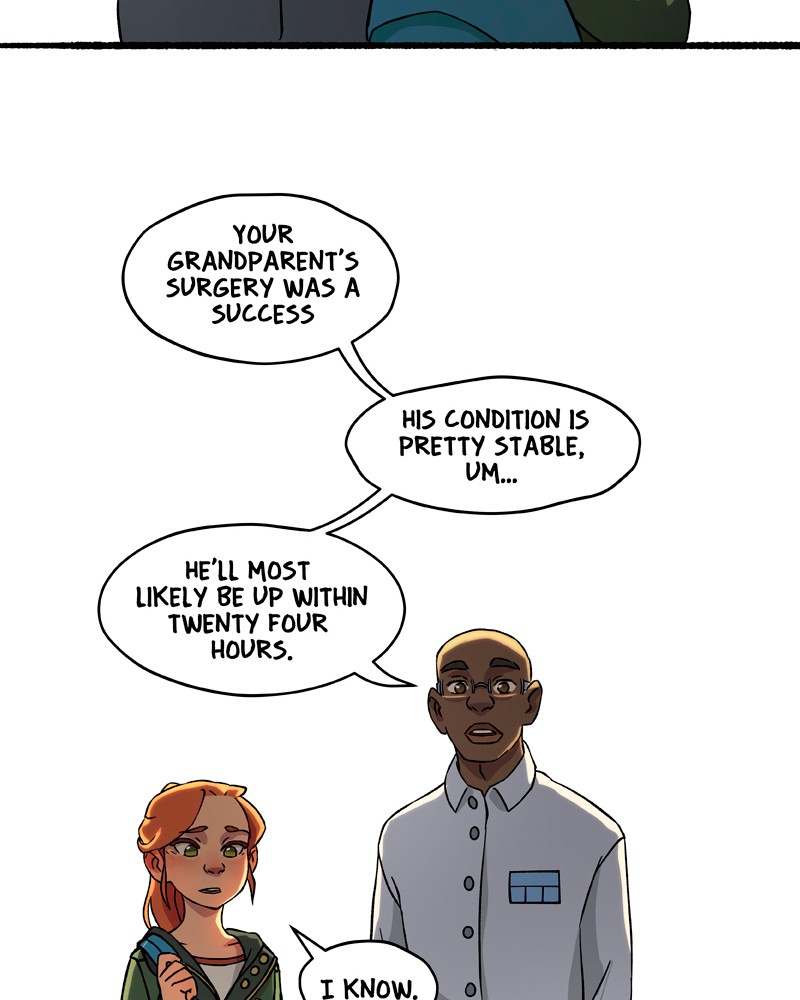 YOUR
GRANDPARENT'S
SURGERY WAS A
SUCCESS
HIS CONDITION IS
PRETTY STABLE,
UM...
HE'LL MOST
LIKELY BE UP WITHIN
TWENTY FOUR
HOURS.
I KNOW.